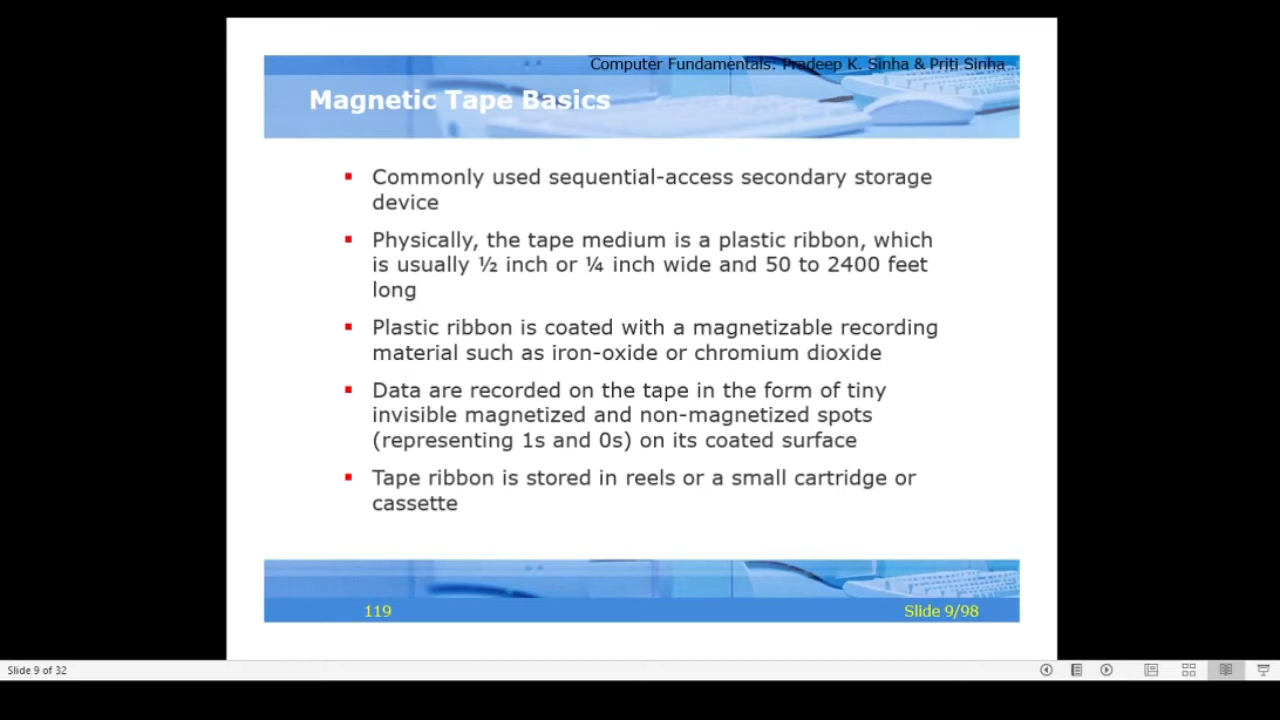 Computer Fundamentals: Pradeep K. Sinha & Priti Sinha
Magnetic Tape Basics
Commonly used sequential-access secondary storage
device
Physically, the tape medium is a plastic ribbon, which
is usually ½ inch or ¼ inch wide and 50 to 2400 feet
long
Plastic ribbon is coated with a magnetizable recording
material such as iron-oxide or chromium dioxide
Data are recorded on the tape in the form of tiny
invisible magnetized and non-magnetized spots
(representing 1s and 0s) on its coated surface
Tape ribbon is stored in reels or a small cartridge or
cassette
119
Slide 9/98
Slide 9 of 32